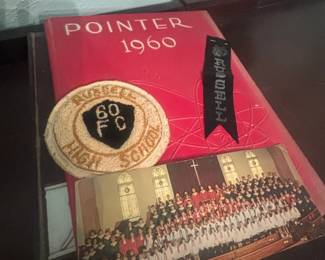 POINTER
1960
RUSSELL
60
FC
HIGH SCHOOL